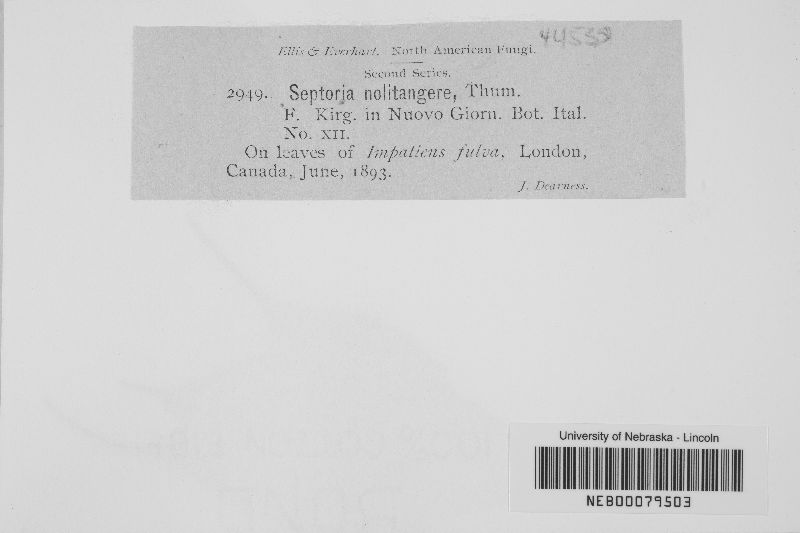 Ellis & Everhart. North American Fungi.
Second Series.
2949. Septoria nolitangere, Thum.
F. Kirg. in Nuovo Giorn. Bot. Ital.
No. XII.
On leaves of Impatiens fulva, London,
Canada, June, 1893.
J. Dearness.
University of Nebraska - Lincoln
NEB00079503